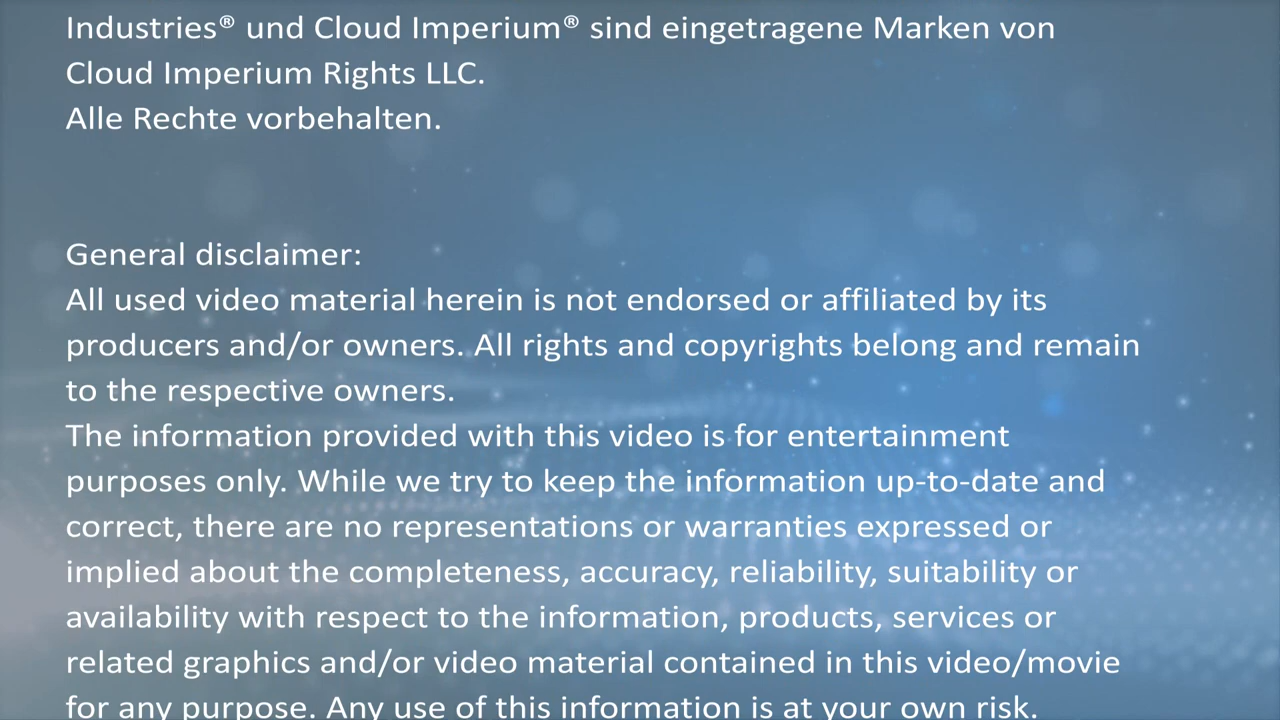 Industries® und Cloud Imperium® sind eingetragene Marken von
Cloud Imperium Rights LLC.
Alle Rechte vorbehalten.
General disclaimer:
All used video material herein is not endorsed or affiliated by its
producers and/or owners. All rights and copyrights belong and remain
to the respective owners.
The information provided with this video is for entertainment
purposes only. While we try to keep the information up-to-date and
correct, there are no representations or warranties expressed or
implied about the completeness, accuracy, reliability, suitability or
availability with respect to the information, products, services or
related graphics and/or video material contained in this video/movie
for any purpose. Any use of this information is at your own risk.